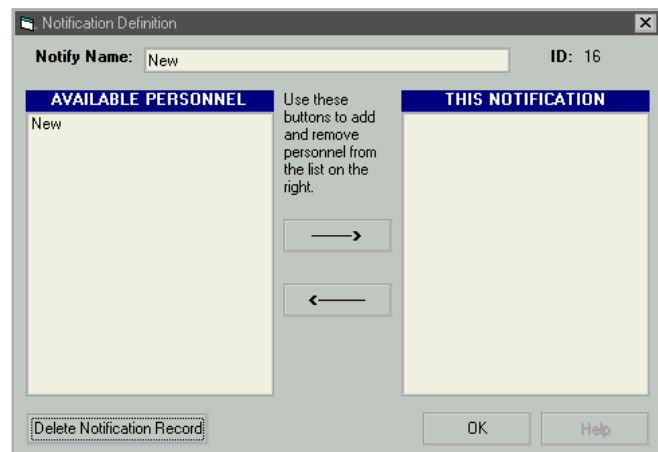 Notification Definition
Notify Name: New ID: 16
AVAILABLE PERSONNEL
New
Use these
buttons to add
and remove
personnel from
the list on the
right.
THIS NOTIFICATION
Delete Notification Record
OK
Help